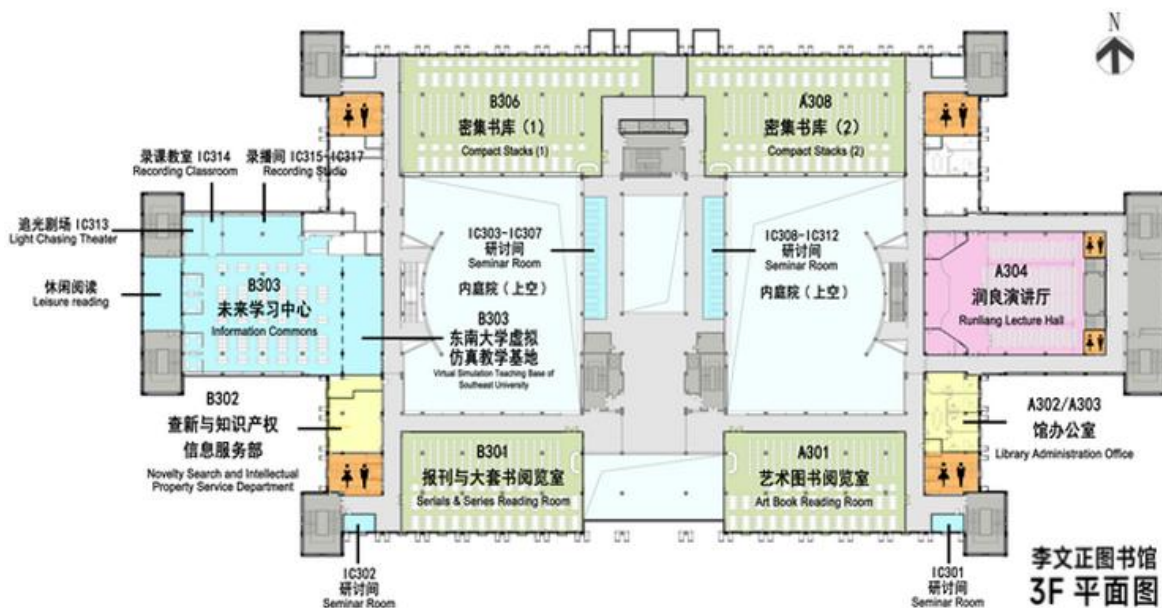 N
B306
密集书库（1）
Compact Stacks (1)
A308
密集书库（2）
Compact Stacks (2)
录课教室 IC314
Recording Classroom
录播间 IC315-IC317
Recording Studio
追光剧场 IC313
Light Chasing Theater
休闲阅读
Leisure reading
B303
未来学习中心
Information Commons
IC303-IC307
研讨间
Seminar Room
内庭院（上空）
B303
东南大学虚拟
仿真教学基地
Virtual Simulation Teaching Base of
Southeast University
IC308-IC312
研讨间
Seminar Room
内庭院（上空）
A304
润良演讲厅
Runliang Lecture Hall
B302
查新与知识产权
信息服务部
Novelty Search and Intellectual
Property Service Department
A302/A303
馆办公室
Library Administration Office
B301
报刊与大套书阅览室
Serials & Series Reading Room
A301
艺术图书阅览室
Art Book Reading Room
IC302
研讨间
Seminar Room
IC301
研讨间
Seminar Room
李文正图书馆
3F 平面图